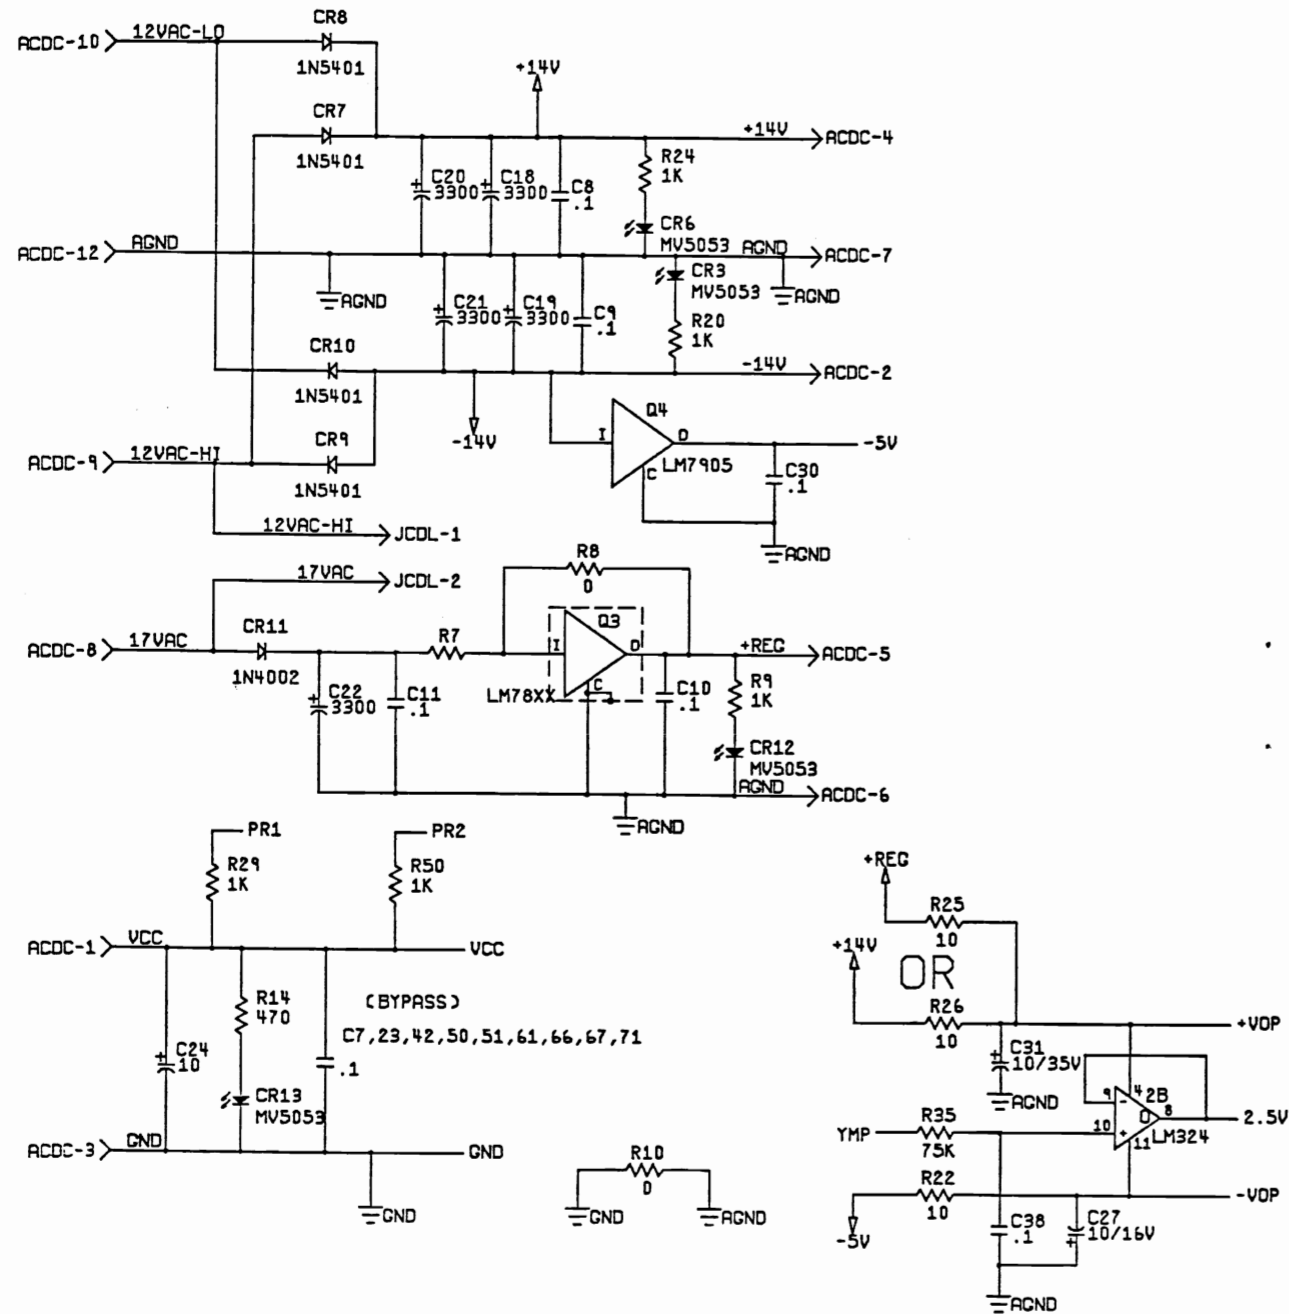 CR8
ACDC-10 12VAC-LO
1N5401
+14V
CR7
+14V ACDC-4
1N5401
R24
1K
C20
3300
C18
3300
C8
.1
CR6
MV5053
ACDC-12 AGND
AGND ACDC-7
CR3
MV5053
AGND
AGND
C21
3300
C19
3300
C9
.1
R20
1K
CR10
-14V ACDC-2
1N5401
Q4
-14V
I O
-5V
C
LM7905
CR9
ACDC-9 12VAC-HI
1N5401
C30
.1
12VAC-HI JCDL-1
AGND
R8
0
17VAC JCDL-2
CR11
Q3
ACDC-8 17VAC
R7
I O
+REG ACDC-5
1N4002
C
LM78XX
C22
3300
C11
.1
C10
.1
R9
1K
CR12
MV5053
AGND ACDC-6
AGND
PR1
PR2
R29
1K
R50
1K
+REG
R25
10
ACDC-1 VCC
VCC
+14V
OR
R14
470
(BYPASS)
C7,23,42,50,51,61,66,67,71
.1
R26
10
+VOP
C24
10
C31
10/35V
CR13
MV5053
AGND
9 - 4 2B
0 8
2.5V
10 +
11 LM324
YMP
R35
75K
ACDC-3 GND
GND
R10
0
R22
10
-VOP
GND
GND
AGND
-5V
C38
.1
C27
10/16V
AGND